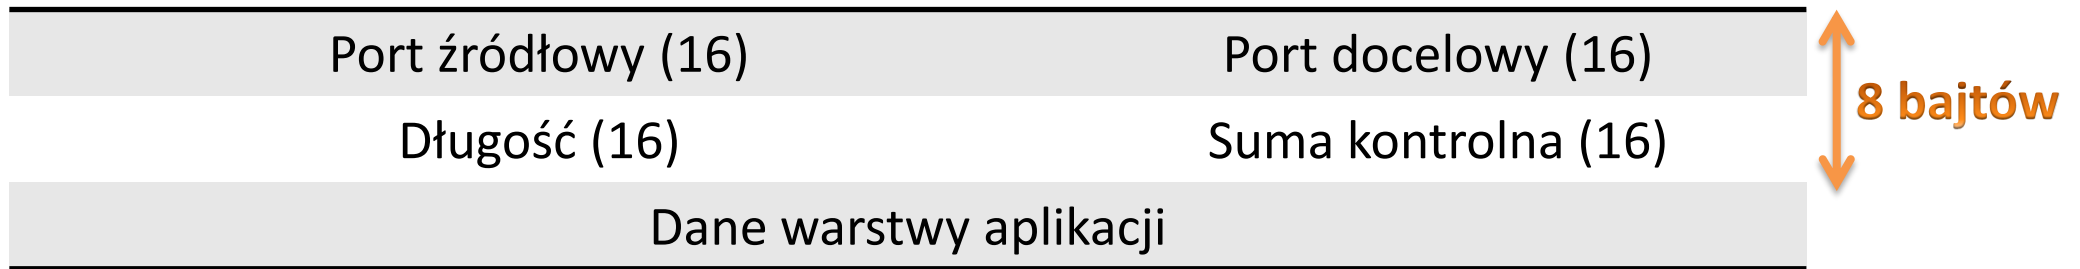 Port źródłowy (16) Port docelowy (16)
8 bajtów
Długość (16) Suma kontrolna (16)
Dane warstwy aplikacji